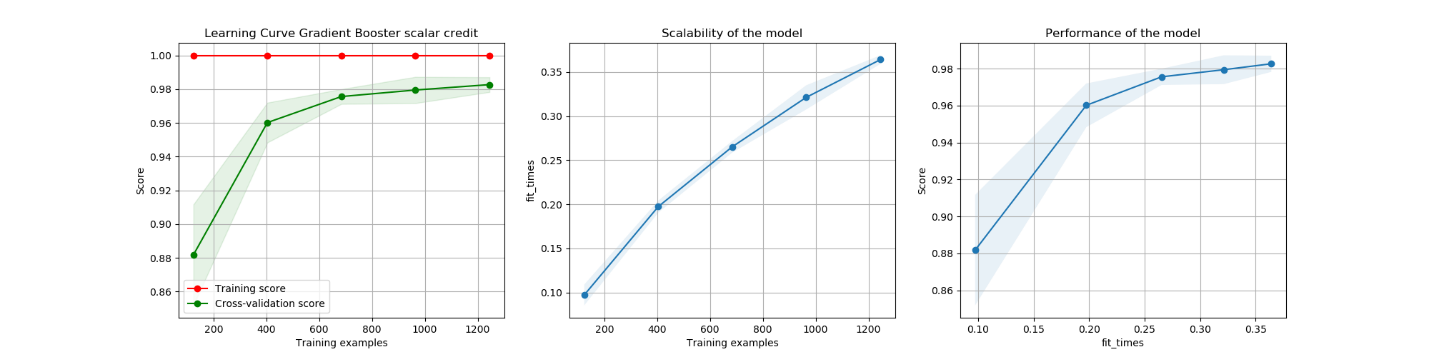 Learning Curve Gradient Booster scalar credit
Score
1.00
0.98
0.96
0.94
0.92
0.90
0.88
0.86
Training score
Cross-validation score
200 400 600 800 1000 1200
Training examples
Scalability of the model
fit_times
0.35
0.30
0.25
0.20
0.15
0.10
200 400 600 800 1000 1200
Training examples
Performance of the model
Score
0.98
0.96
0.94
0.92
0.90
0.88
0.86
0.10 0.15 0.20 0.25 0.30 0.35
fit_times